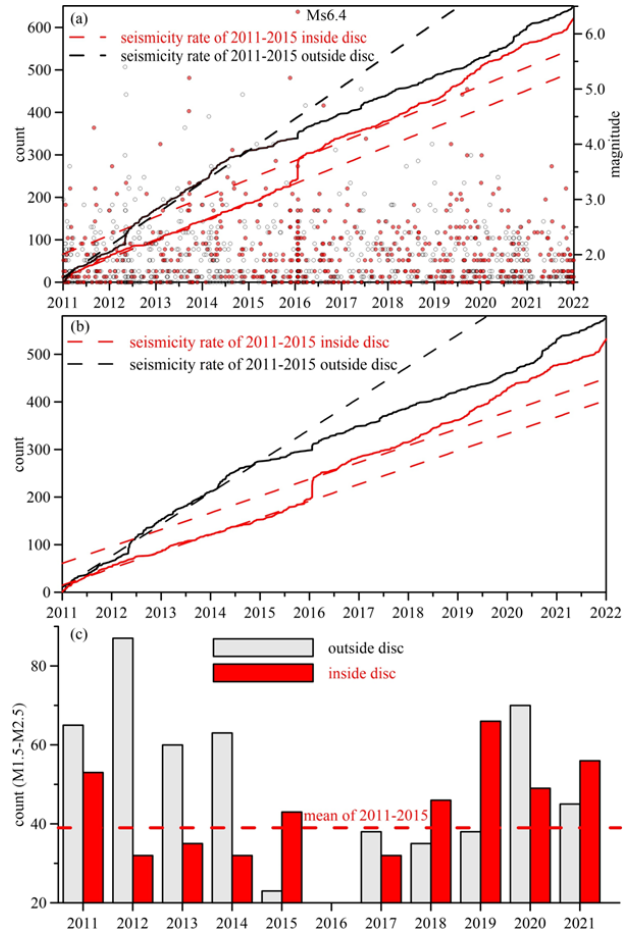 (a)
Ms6.4
seismicity rate of 2011-2015 inside disc
seismicity rate of 2011-2015 outside disc
600
500
400
300
200
100
0
count
6.0
5.0
4.0
3.0
2.0
magnitude
2011 2012 2013 2014 2015 2016 2017 2018 2019 2020 2021 2022
(b)
seismicity rate of 2011-2015 inside disc
seismicity rate of 2011-2015 outside disc
500
400
300
200
100
0
count
2011 2012 2013 2014 2015 2016 2017 2018 2019 2020 2021 2022
(c)
outside disc
inside disc
mean of 2011-2015
80
60
40
20
count (M1.5-M2.5)
2011 2012 2013 2014 2015 2016 2017 2018 2019 2020 2021